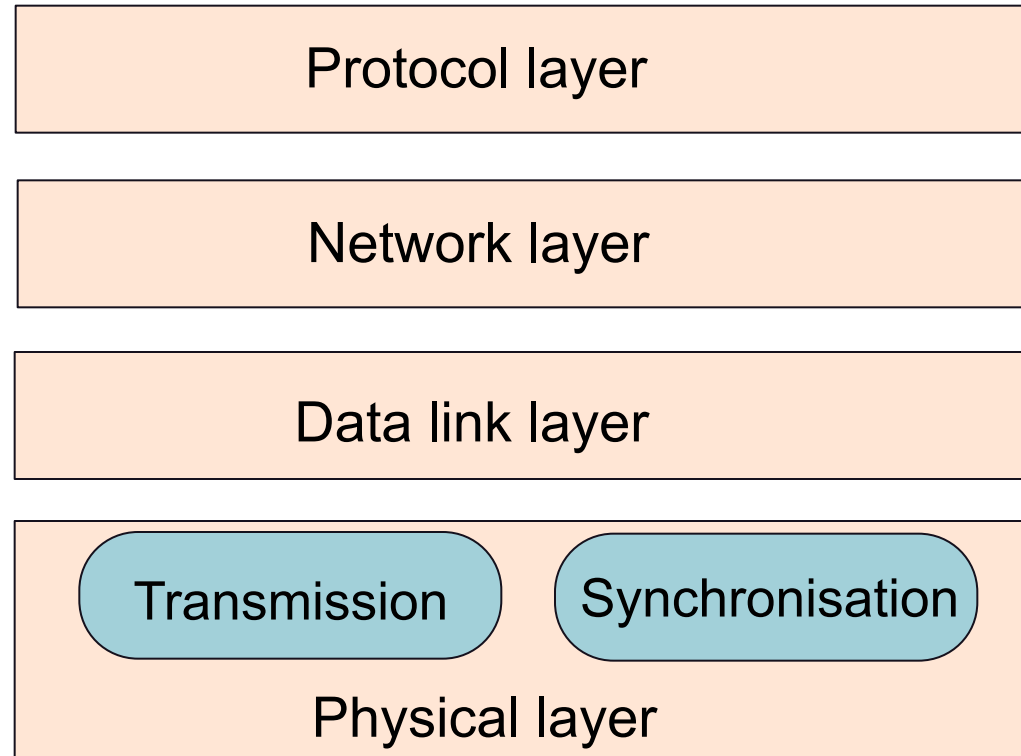 Protocol layer
Network layer
Data link layer
Transmission
Synchronisation
Physical layer